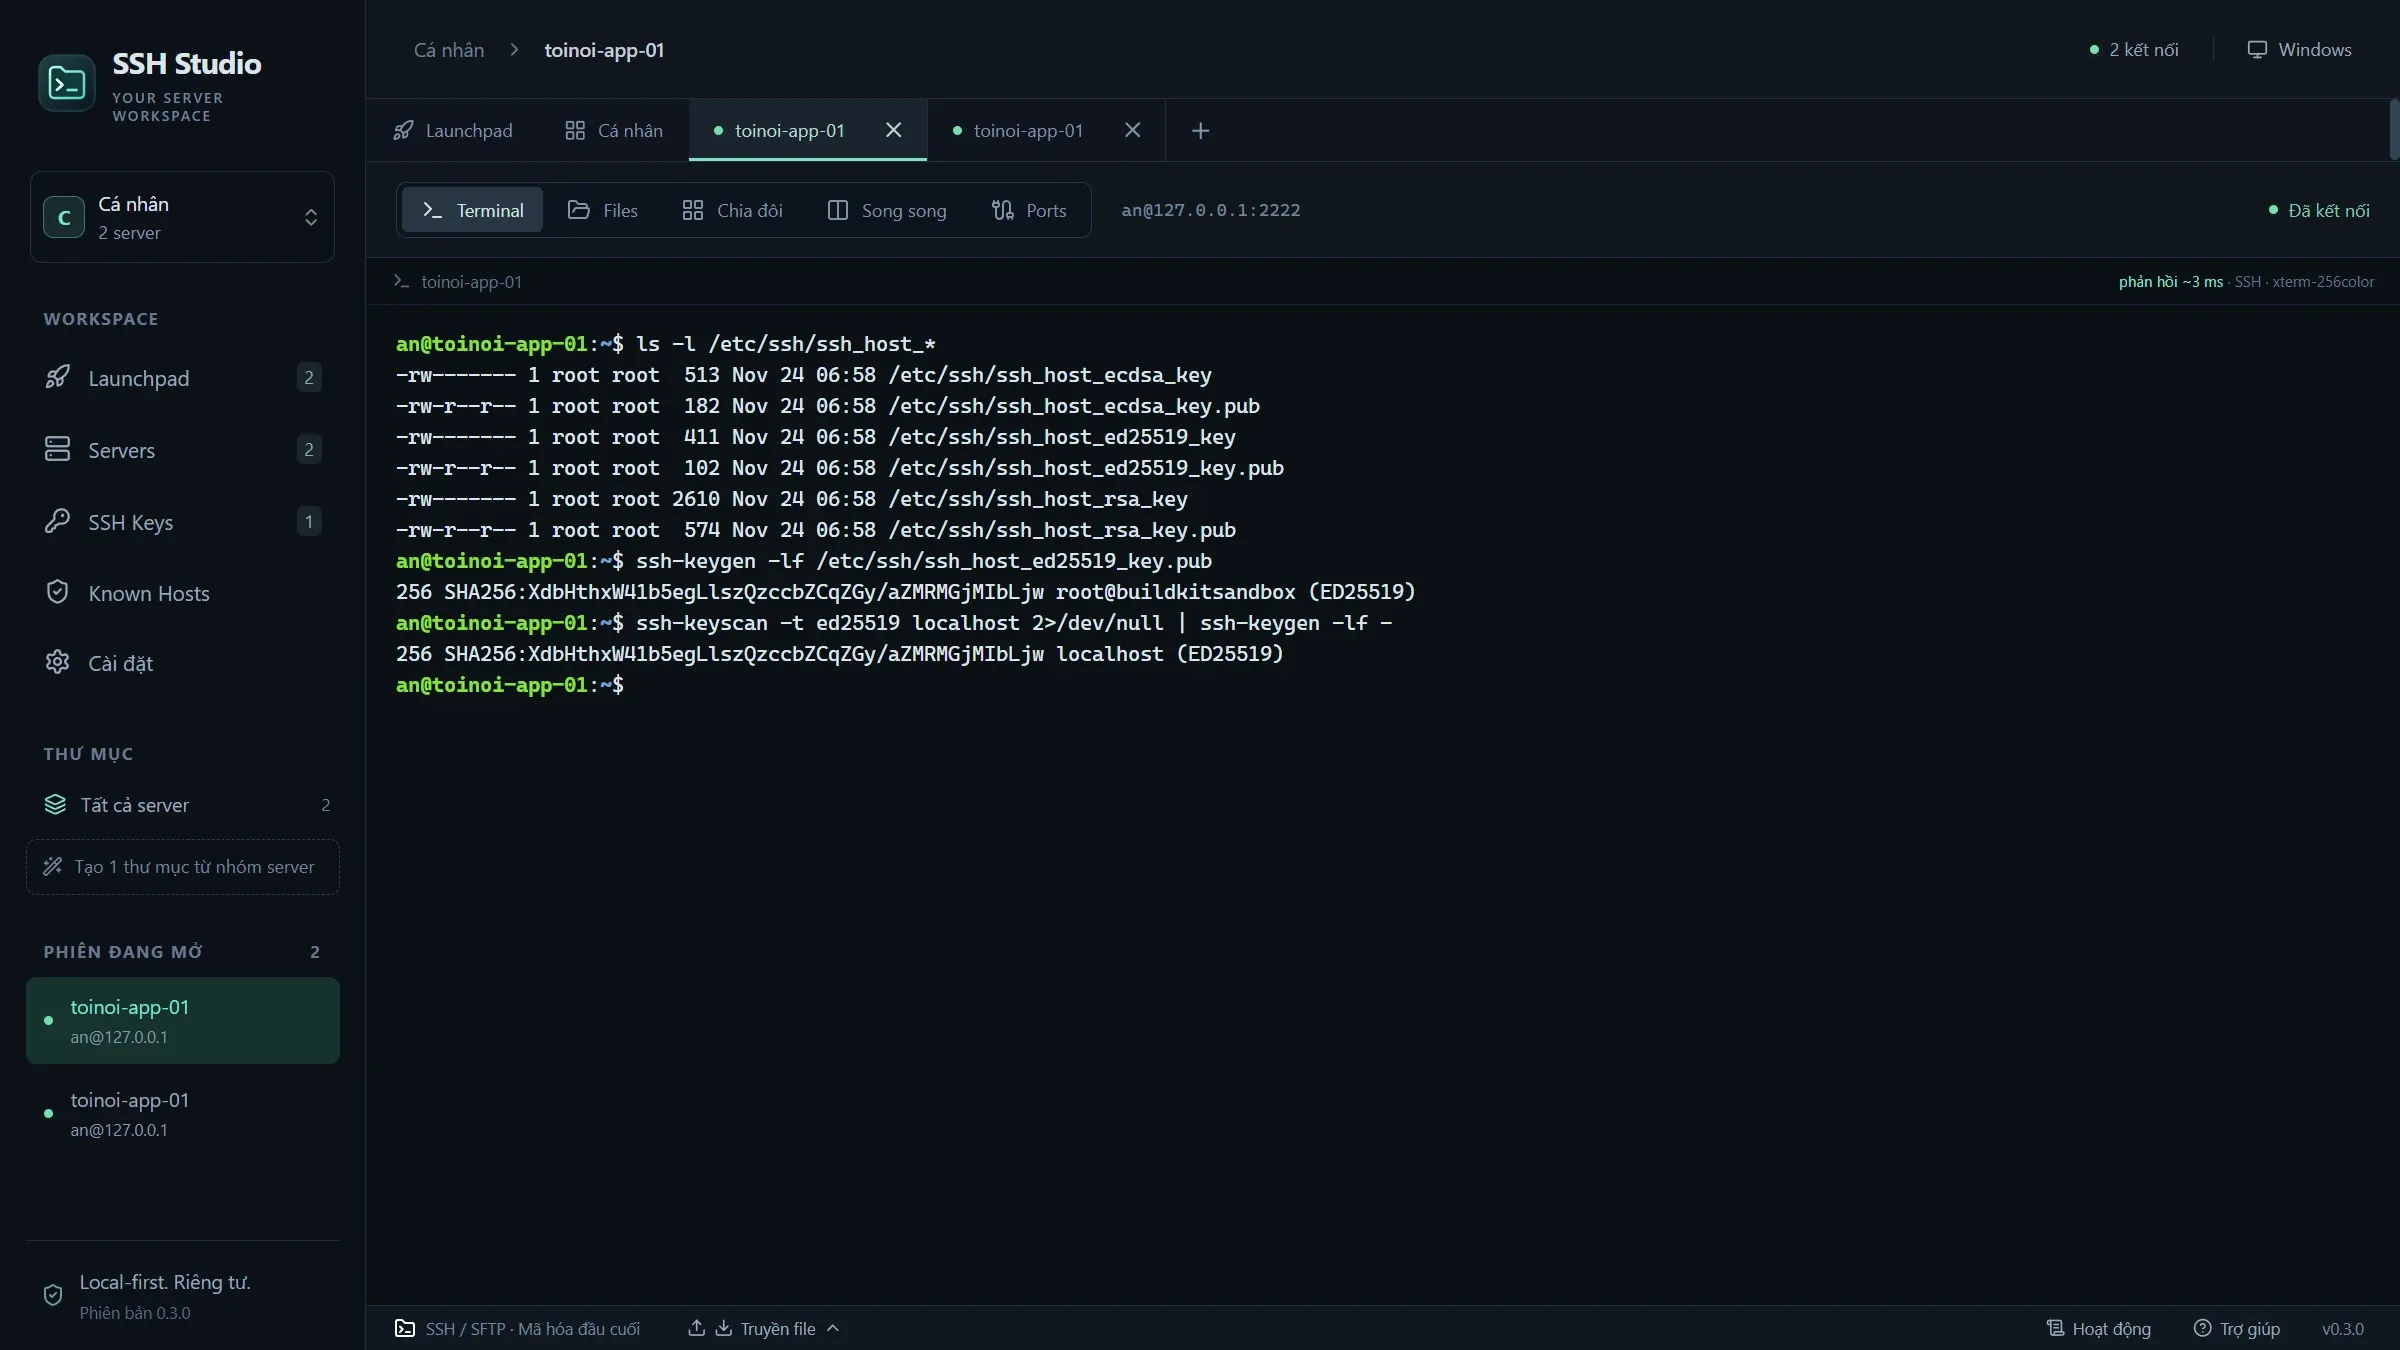 SSH Studio
YOUR SERVER
WORKSPACE
C
Cá nhân
2 server
WORKSPACE
Launchpad 2
Servers 2
SSH Keys 1
Known Hosts
Cài đặt
THƯ MỤC
Tất cả server 2
Tạo 1 thư mục từ nhóm server
PHIÊN ĐANG MỞ 2
toinoi-app-01
an@127.0.0.1
toinoi-app-01
an@127.0.0.1
Local-first. Riêng tư.
Phiên bản 0.3.0
Cá nhân > toinoi-app-01
2 kết nối
Windows
Launchpad
Cá nhân
toinoi-app-01
toinoi-app-01
Terminal
Files
Chia đôi
Song song
Ports
an@127.0.0.1:2222
Đã kết nối
toinoi-app-01
phản hồi ~3 ms · SSH · xterm-256color
an@toinoi-app-01:~$ ls -l /etc/ssh/ssh_host_*
-rw------- 1 root root  513 Nov 24 06:58 /etc/ssh/ssh_host_ecdsa_key
-rw-r--r-- 1 root root  182 Nov 24 06:58 /etc/ssh/ssh_host_ecdsa_key.pub
-rw------- 1 root root  411 Nov 24 06:58 /etc/ssh/ssh_host_ed25519_key
-rw-r--r-- 1 root root  102 Nov 24 06:58 /etc/ssh/ssh_host_ed25519_key.pub
-rw------- 1 root root 2610 Nov 24 06:58 /etc/ssh/ssh_host_rsa_key
-rw-r--r-- 1 root root  574 Nov 24 06:58 /etc/ssh/ssh_host_rsa_key.pub
an@toinoi-app-01:~$ ssh-keygen -lf /etc/ssh/ssh_host_ed25519_key.pub
256 SHA256:XdbHthxW41b5egLlszQzccbZCqZGy/aZMRMGjMIbLjw root@buildkitsandbox (ED25519)
an@toinoi-app-01:~$ ssh-keyscan -t ed25519 localhost 2>/dev/null | ssh-keygen -lf -
256 SHA256:XdbHthxW41b5egLlszQzccbZCqZGy/aZMRMGjMIbLjw localhost (ED25519)
an@toinoi-app-01:~$
SSH / SFTP · Mã hóa đầu cuối
Truyền file
Hoạt động
Trợ giúp
v0.3.0